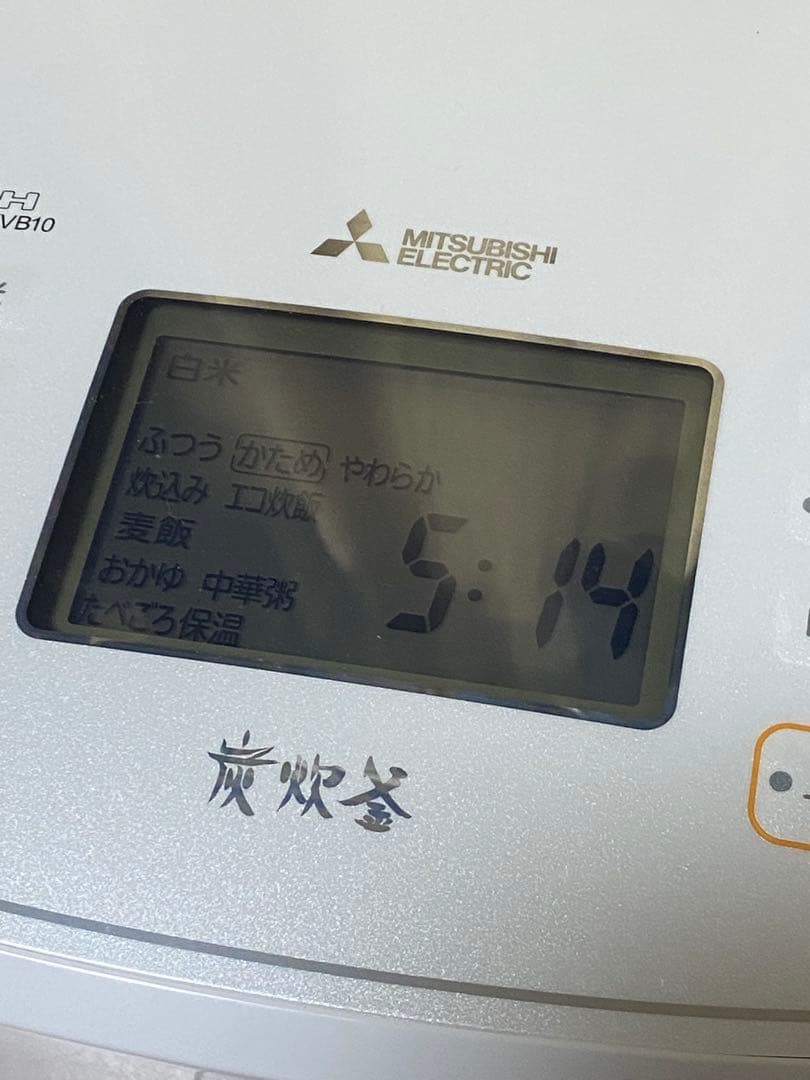 IH
VB10
MITSUBISHI
ELECTRIC
白米
ふつう かため やわらか
炊込み エコ炊飯
麦飯
おかゆ 中華粥
たべごろ保温
5:14
炭炊釜